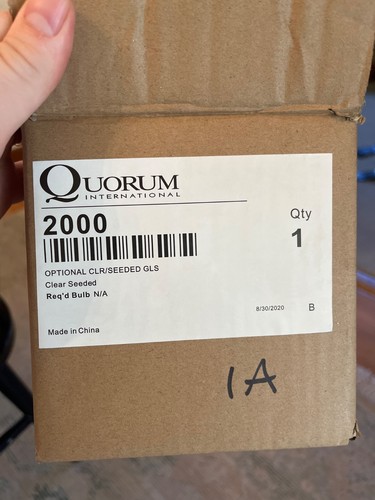 QUORUM
INTERNATIONAL
2000
Qty
1
OPTIONAL CLR/SEEDED GLS
Clear Seeded
Req'd Bulb N/A
8/30/2020 B
Made in China
1A